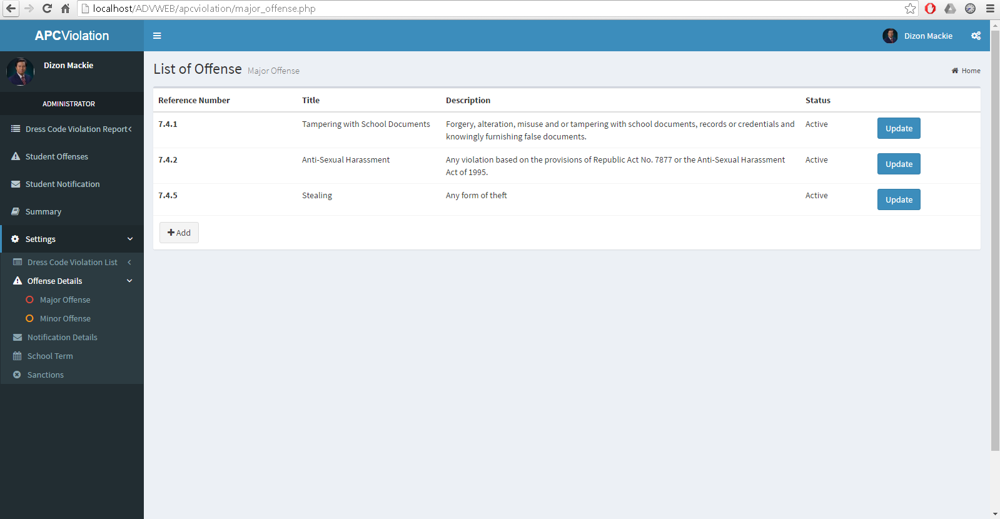 localhost/ADVWEB/apcviolation/major_offense.php
APCViolation
Dizon Mackie
Dizon Mackie
ADMINISTRATOR
Dress Code Violation Report
Student Offenses
Student Notification
Summary
Settings
Dress Code Violation List
Offense Details
Major Offense
Minor Offense
Notification Details
School Term
Sanctions
List of Offense Major Offense
Home
Reference Number Title Description Status
7.4.1 Tampering with School Documents Forgery, alteration, misuse and or tampering with school documents, records or credentials and Active Update
knowingly furnishing false documents.
7.4.2 Anti-Sexual Harassment Any violation based on the provisions of Republic Act No. 7877 or the Anti-Sexual Harassment Active Update
Act of 1995.
7.4.5 Stealing Any form of theft Active Update
Add